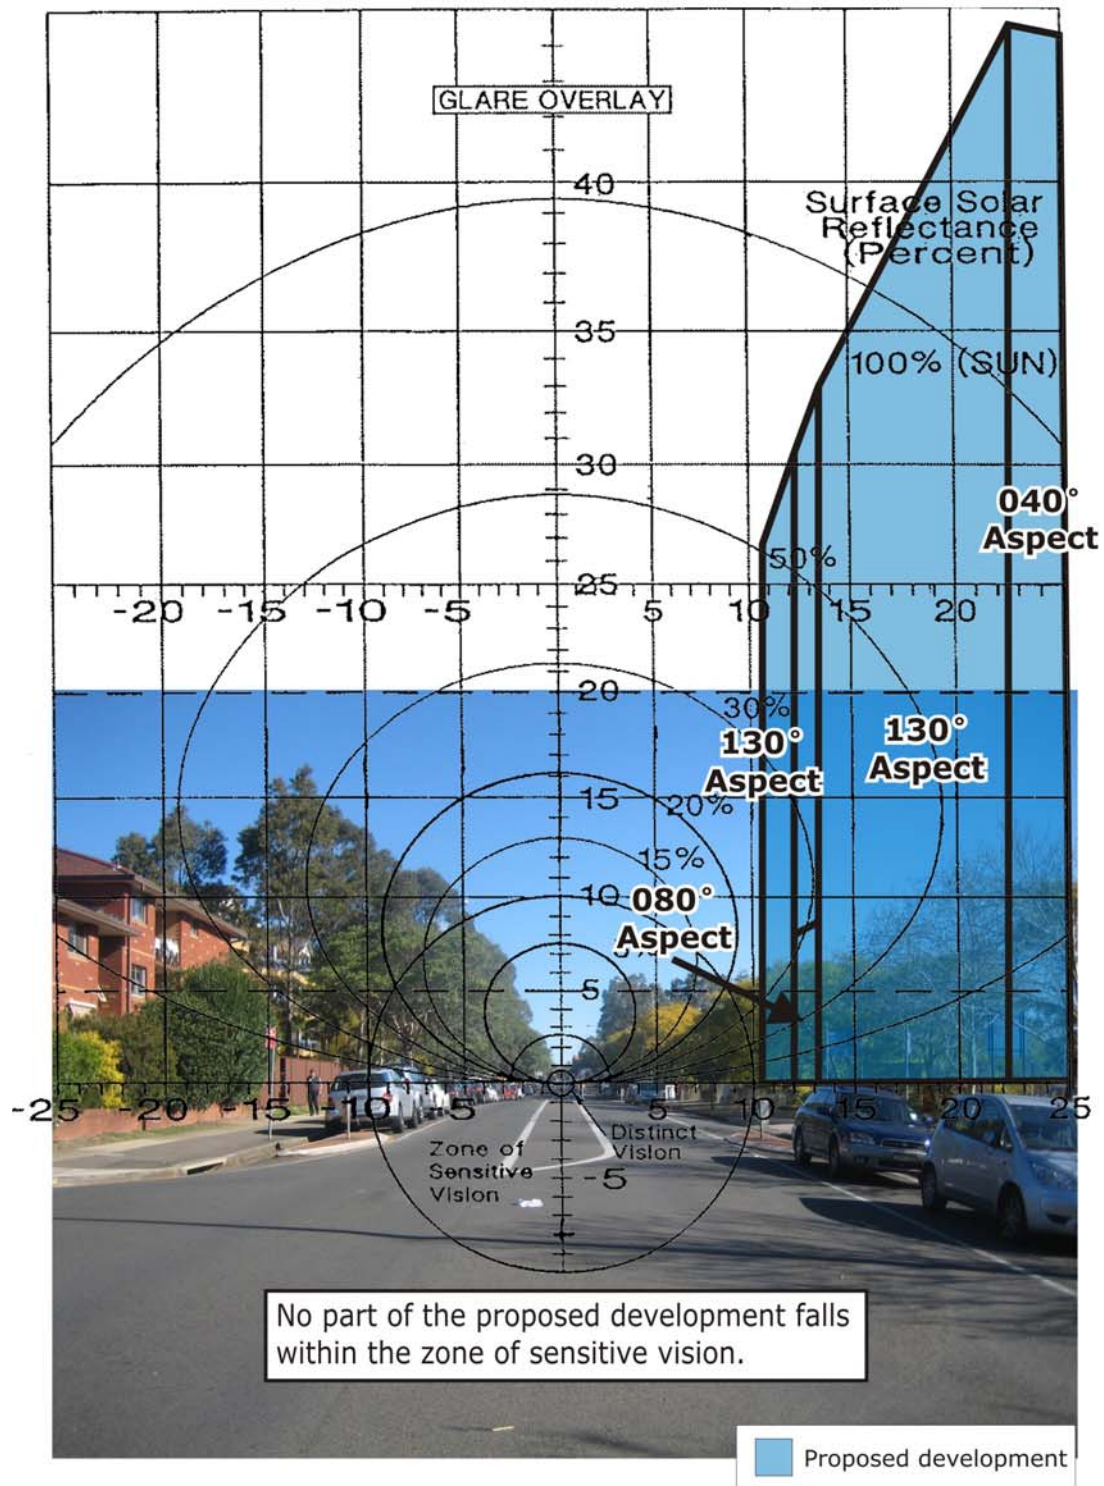 GLARE OVERLAY
40
Surface Solar
Reflectance
(Percent)
35
100% (SUN)
30
040°
Aspect
50%
25
-20 -15 -10 -5 5 10 15 20
20
30%
130°
Aspect
130°
Aspect
15
20%
15%
10
080°
Aspect
5
-25 -20 -15 -10 -5 5 10 15 20 25
Zone of
Sensitive
Vision
Distinct
Vision
-5
No part of the proposed development falls
within the zone of sensitive vision.
Proposed development